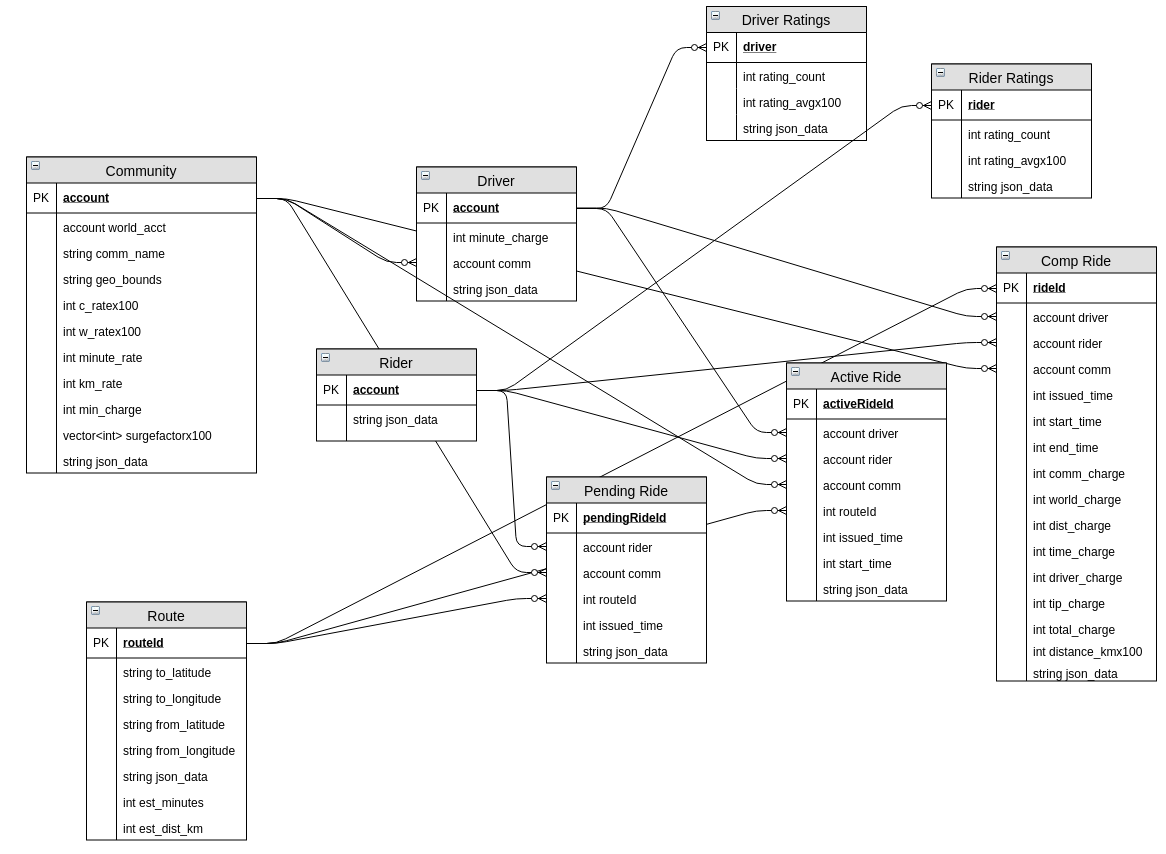 Driver Ratings
PK driver
int rating_count
int rating_avgx100
string json_data
Rider Ratings
PK rider
int rating_count
int rating_avgx100
string json_data
Community
PK account
account world_acct
string comm_name
string geo_bounds
int c_ratex100
int w_ratex100
int minute_rate
int km_rate
int min_charge
vector<int> surgefactorx100
string json_data
Driver
PK account
int minute_charge
account comm
string json_data
Rider
PK account
string json_data
Comp Ride
PK rideId
account driver
account rider
account comm
int issued_time
int start_time
int end_time
int comm_charge
int world_charge
int dist_charge
int time_charge
int driver_charge
int tip_charge
int total_charge
int distance_kmx100
string json_data
Active Ride
PK activeRideId
account driver
account rider
account comm
int routeId
int issued_time
int start_time
string json_data
Pending Ride
PK pendingRideId
account rider
account comm
int routeId
int issued_time
string json_data
Route
PK routeId
string to_latitude
string to_longitude
string from_latitude
string from_longitude
string json_data
int est_minutes
int est_dist_km